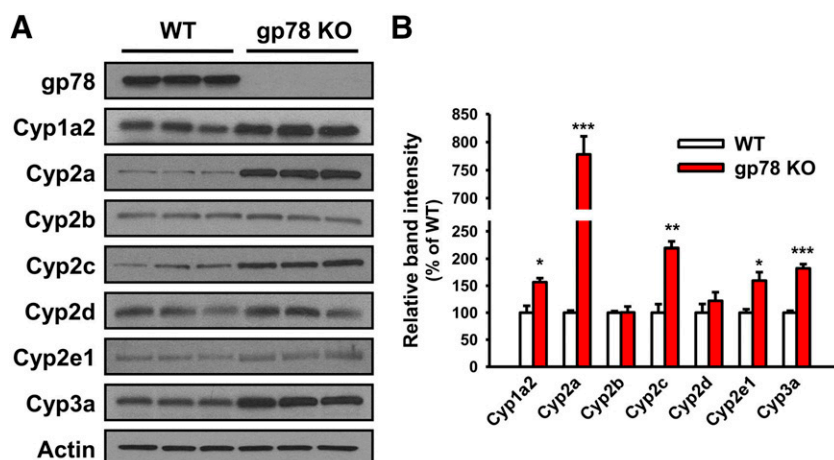 A
WT gp78 KO
gp78
Cyp1a2
Cyp2a
Cyp2b
Cyp2c
Cyp2d
Cyp2e1
Cyp3a
Actin
B
Relative band intensity
(% of WT)
850
800
750
700
250
200
150
100
50
0
WT
gp78 KO
*
***
**
*
***
Cyp1a2
Cyp2a
Cyp2b
Cyp2c
Cyp2d
Cyp2e1
Cyp3a